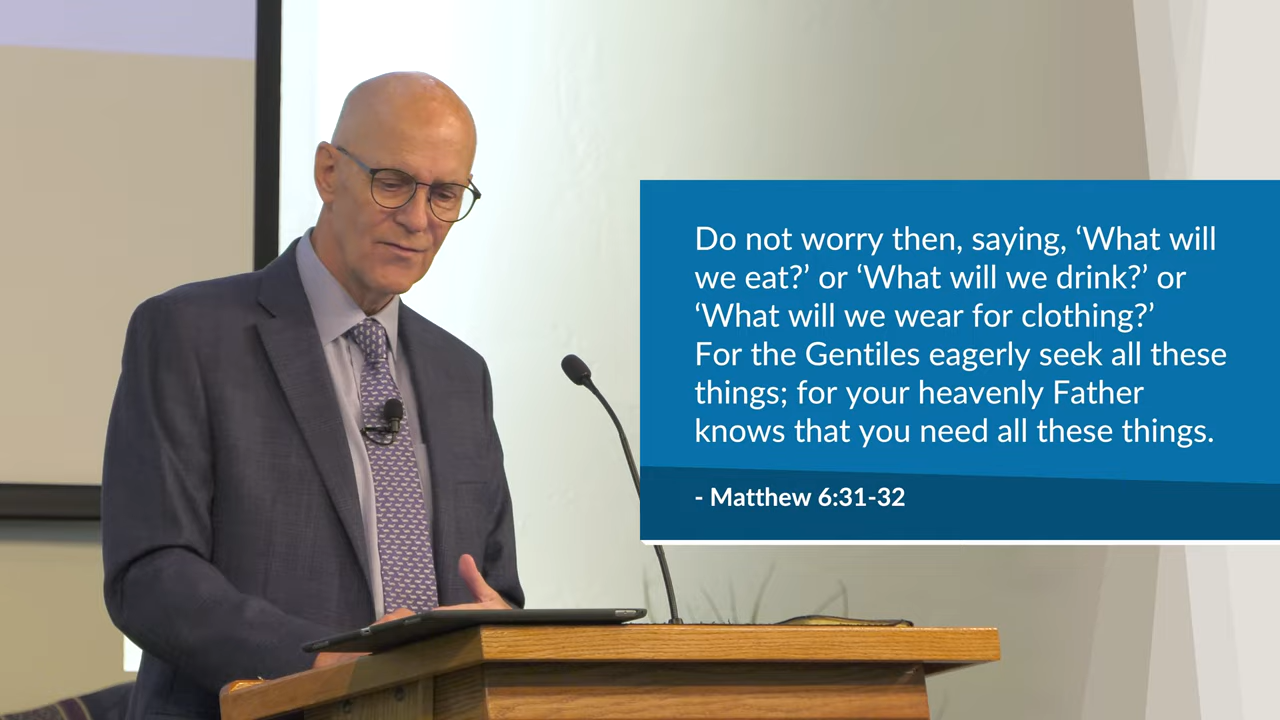 Do not worry then, saying, ‘What will
we eat?’ or ‘What will we drink?’ or
‘What will we wear for clothing?’
For the Gentiles eagerly seek all these
things; for your heavenly Father
knows that you need all these things.
- Matthew 6:31-32